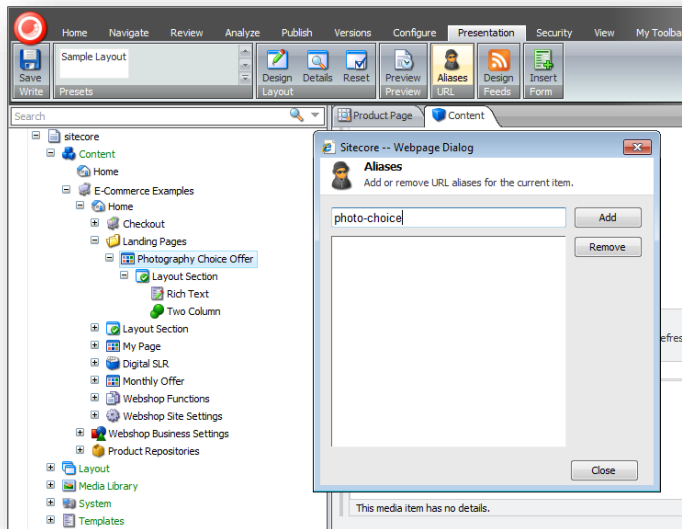 Home Navigate Review Analyze Publish Versions Configure Presentation Security View My Toolba
Sample Layout
Save
Write
Presets
Design Details Reset
Layout
Preview
Preview
Aliases
URL
Design
Feeds
Insert
Form
Search
Product Page
Content
sitecore
Content
Home
E-Commerce Examples
Home
Checkout
Landing Pages
Photography Choice Offer
Layout Section
Rich Text
Two Column
Layout Section
My Page
Digital SLR
Monthly Offer
Webshop Functions
Webshop Site Settings
Webshop Business Settings
Product Repositories
Layout
Media Library
System
Templates
Sitecore -- Webpage Dialog
Aliases
Add or remove URL aliases for the current item.
photo-choice
Add
Remove
Close
efres
This media item has no details.